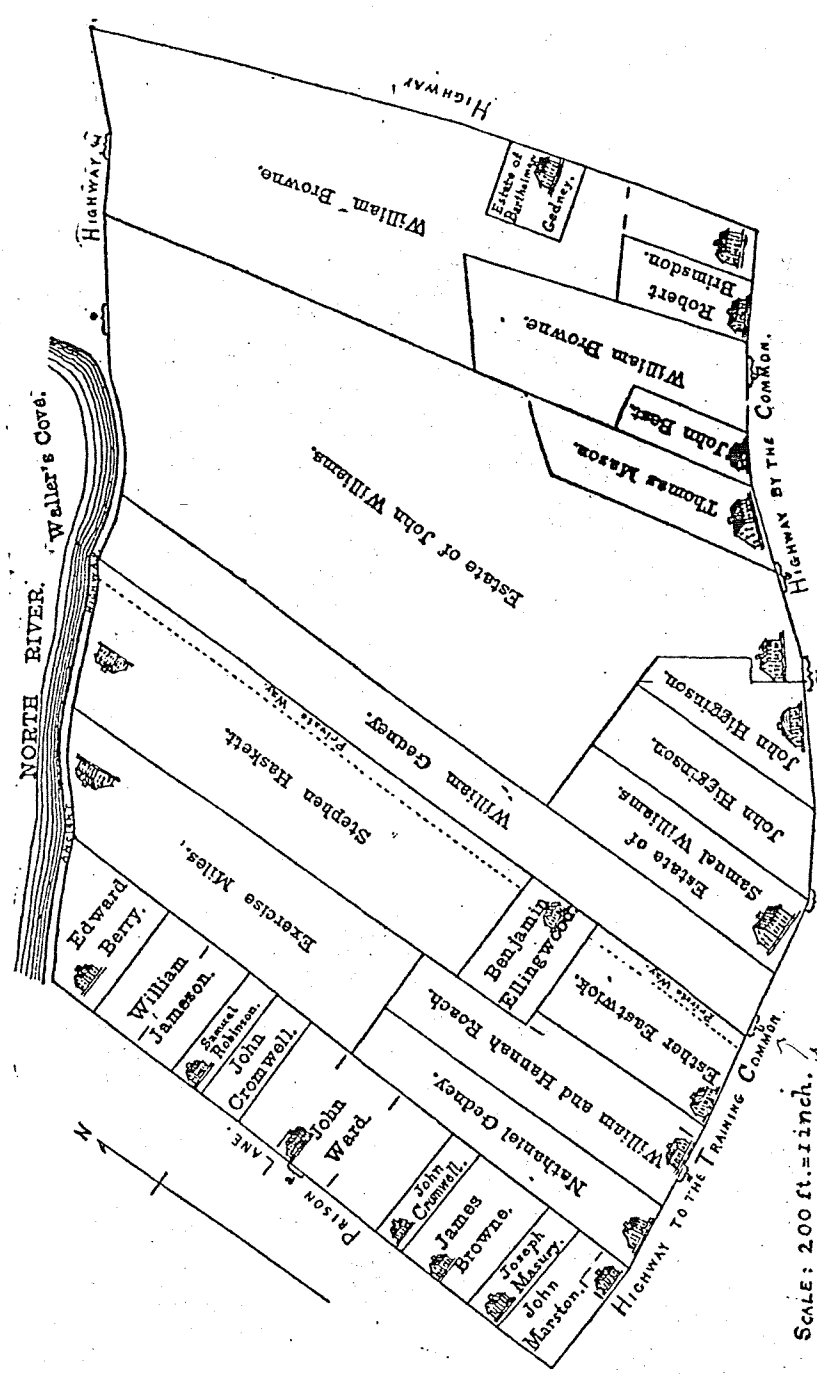 NORTH RIVER.
Waller's Cove.
HIGHWAY
HIGHWAY
William Browne.
Estate of
Bartholmew
Gedney.
Robert
Brimsdon.
William Browne.
John Best.
Thomas Mason.
Estate of John Williams.
HIGHWAY
HIGHWAY BY THE COMMON.
William Gedney.
Private Way.
Stephen Haskett.
Exercise Miles.
John Higginson.
John Higginson.
Estate of
Samuel Williams.
Edward
Berry.
William
Jameson.
Samuel
Robinson.
John
Cromwell.
John
Ward.
John
Cromwell.
James
Browne.
Joseph
Masury.
John
Marston.
Benjamin
Ellingwood.
Private Way.
Esther Eastwick.
William and Hannah Roach.
Nathaniel Gedney.
N
PRISON LANE.
HIGHWAY TO THE TRAINING COMMON
SCALE: 200 ft.=1 inch.